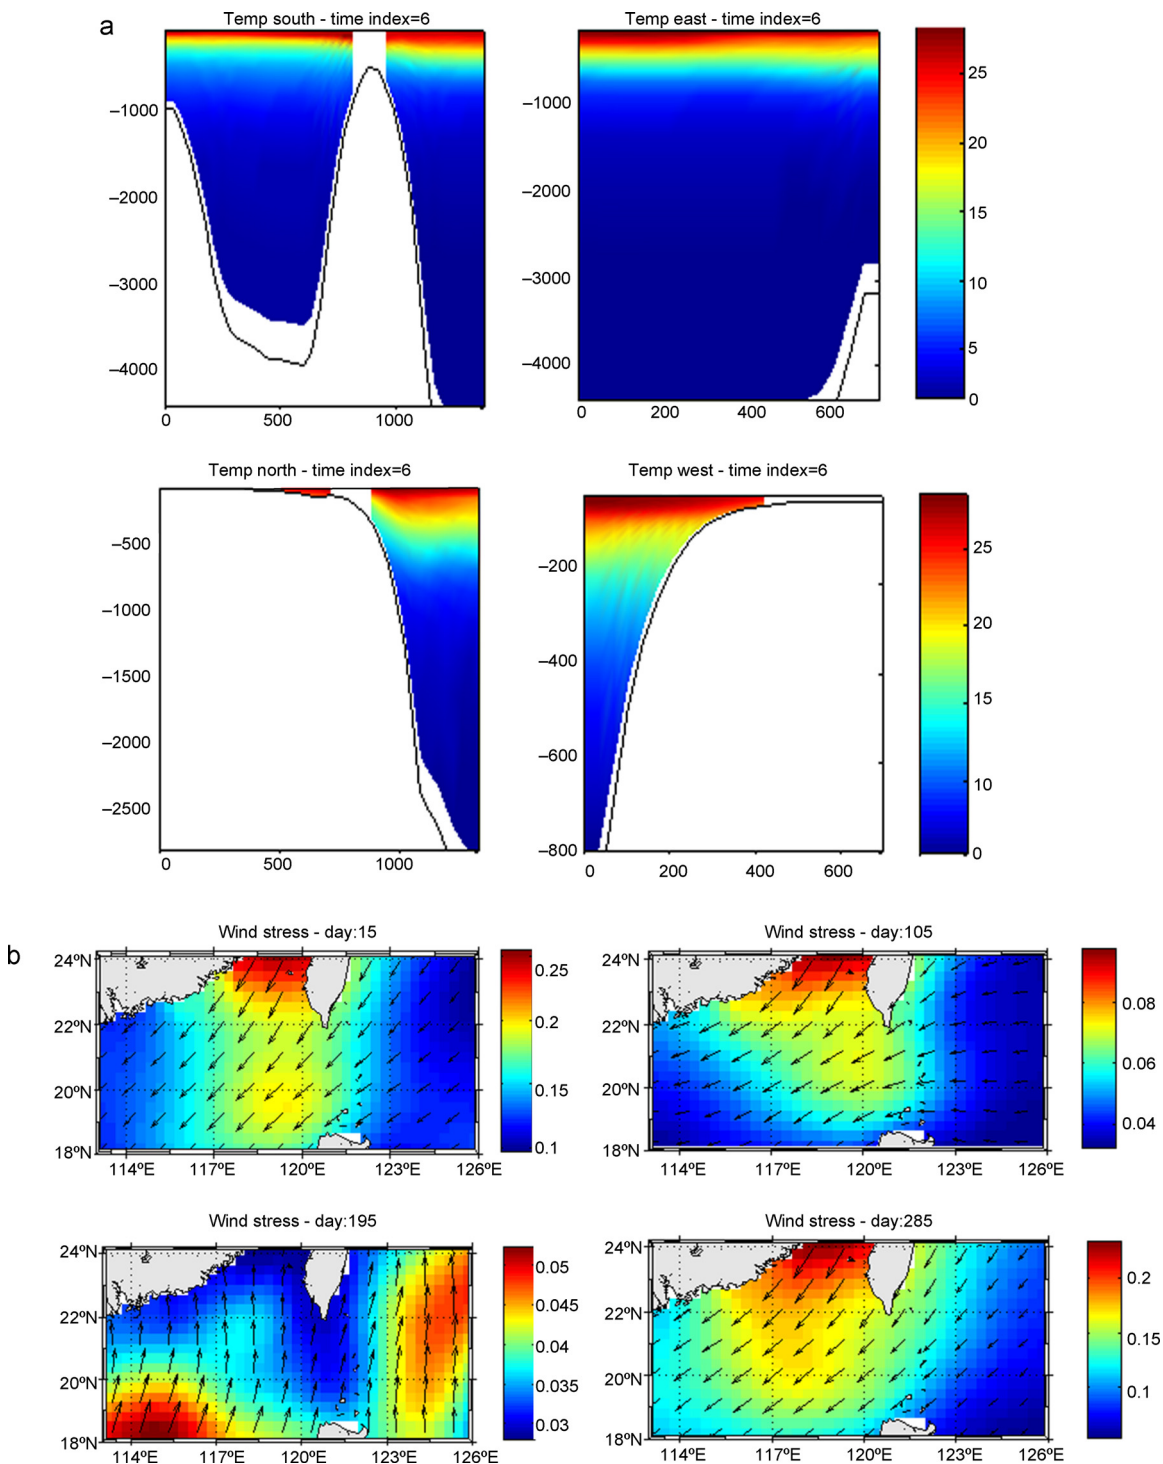 a
Temp south - time index=6
–1000
–2000
–3000
–4000
0 500 1000
Temp east - time index=6
–1000
–2000
–3000
–4000
0 200 400 600
25
20
15
10
5
0
Temp north - time index=6
–500
–1000
–1500
–2000
–2500
0 500 1000
Temp west - time index=6
–200
–400
–600
–800
0 200 400 600
25
20
15
10
0
b
Wind stress - day:15
24ºN
22ºN
20ºN
18ºN
114ºE 117ºE 120ºE 123ºE 126ºE
0.25
0.2
0.15
0.1
Wind stress - day:105
24ºN
22ºN
20ºN
18ºN
114ºE 117ºE 120ºE 123ºE 126ºE
0.08
0.06
0.04
Wind stress - day:195
24ºN
22ºN
20ºN
18ºN
114ºE 117ºE 120ºE 123ºE 126ºE
0.05
0.045
0.04
0.035
0.03
Wind stress - day:285
24ºN
22ºN
20ºN
18ºN
114ºE 117ºE 120ºE 123ºE 126ºE
0.2
0.15
0.1